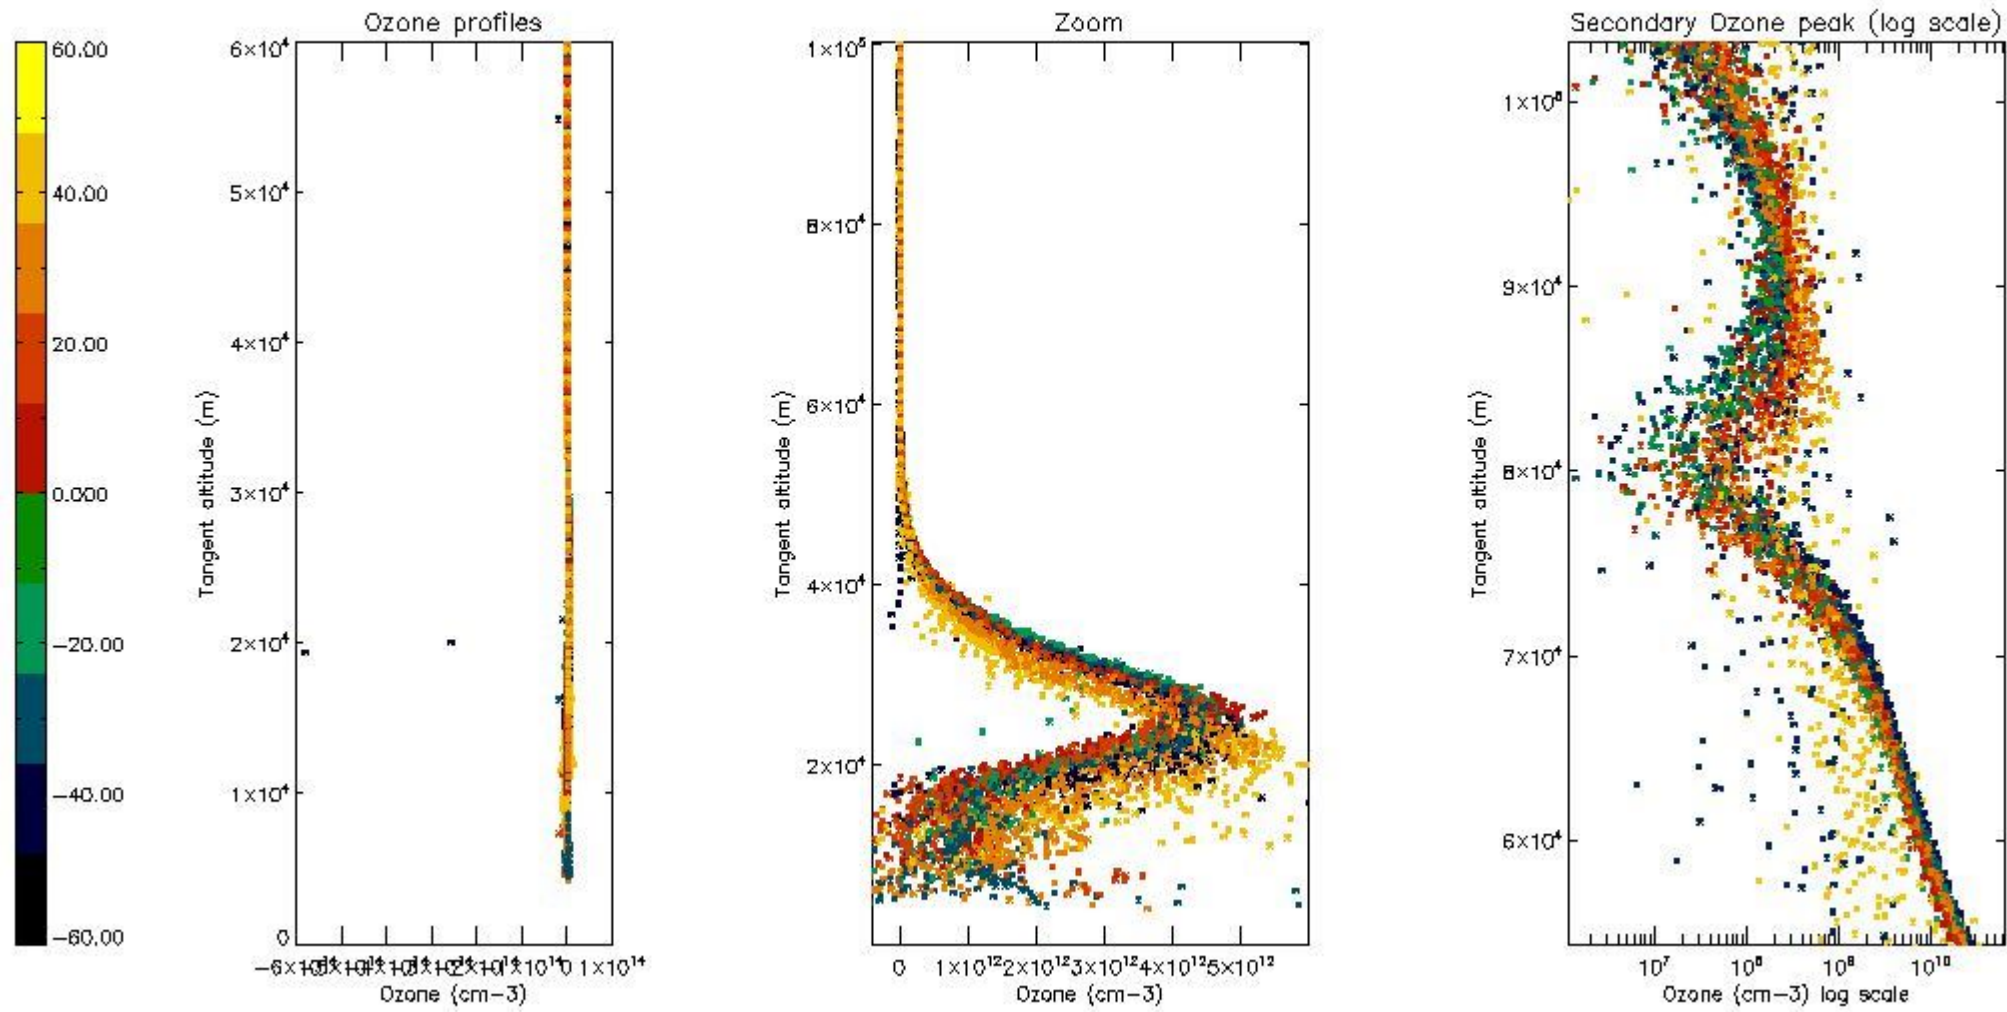 Ozone profiles
Zoom
Secondary Ozone peak (log scale)
60.00
40.00
20.00
0.000
−20.00
−40.00
−60.00
6×10⁴
5×10⁴
4×10⁴
3×10⁴
2×10⁴
1×10⁴
0
Tangent altitude (m)
0 1×10¹⁴
Ozone (cm−3)
1×10⁵
8×10⁴
6×10⁴
4×10⁴
2×10⁴
Tangent altitude (m)
0 1×10¹² 2×10¹² 3×10¹² 4×10¹² 5×10¹²
Ozone (cm−3)
9×10⁴
8×10⁴
7×10⁴
6×10⁴
Tangent altitude (m)
10⁷ 10⁸ 10⁹ 10¹⁰
Ozone (cm−3) log scale